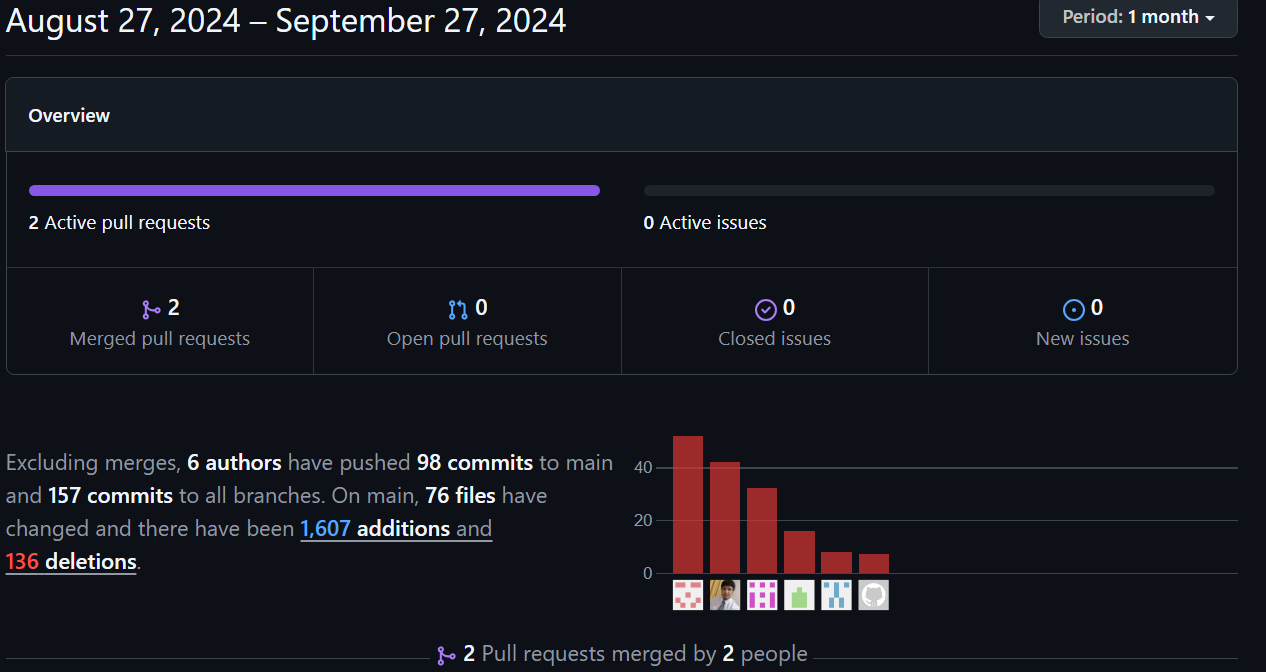 August 27, 2024 – September 27, 2024
Period: 1 month
Overview
2 Active pull requests
0 Active issues
2
Merged pull requests
0
Open pull requests
0
Closed issues
0
New issues
Excluding merges, 6 authors have pushed 98 commits to main
and 157 commits to all branches. On main, 76 files have
changed and there have been 1,607 additions and
136 deletions.
40
20
0
2 Pull requests merged by 2 people